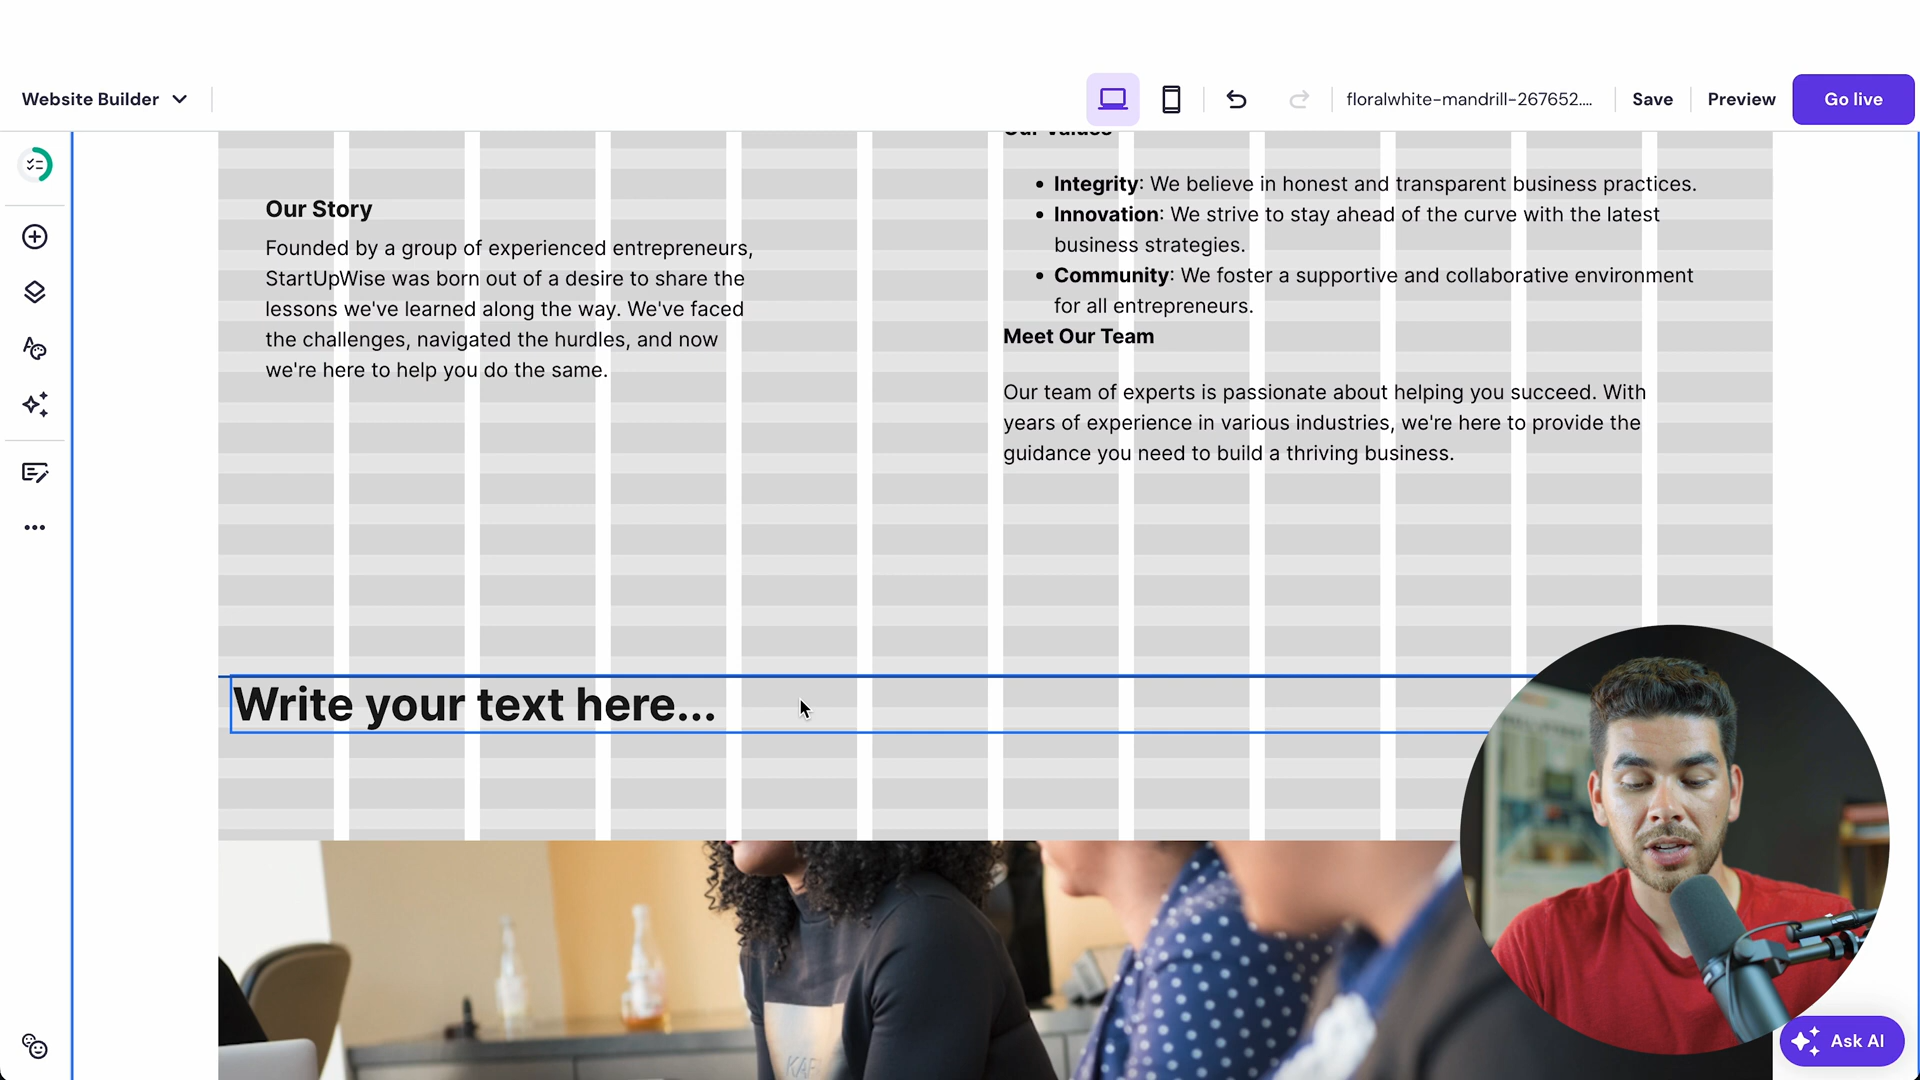 Website Builder
floralwhite-mandrill-267652....
Save
Preview
Go live
Our Values
Our Story
Founded by a group of experienced entrepreneurs,
StartUpWise was born out of a desire to share the
lessons we've learned along the way. We've faced
the challenges, navigated the hurdles, and now
we're here to help you do the same.
• Integrity: We believe in honest and transparent business practices.
• Innovation: We strive to stay ahead of the curve with the latest
business strategies.
• Community: We foster a supportive and collaborative environment
for all entrepreneurs.
Meet Our Team
Our team of experts is passionate about helping you succeed. With
years of experience in various industries, we're here to provide the
guidance you need to build a thriving business.
Write your text here...
Ask AI